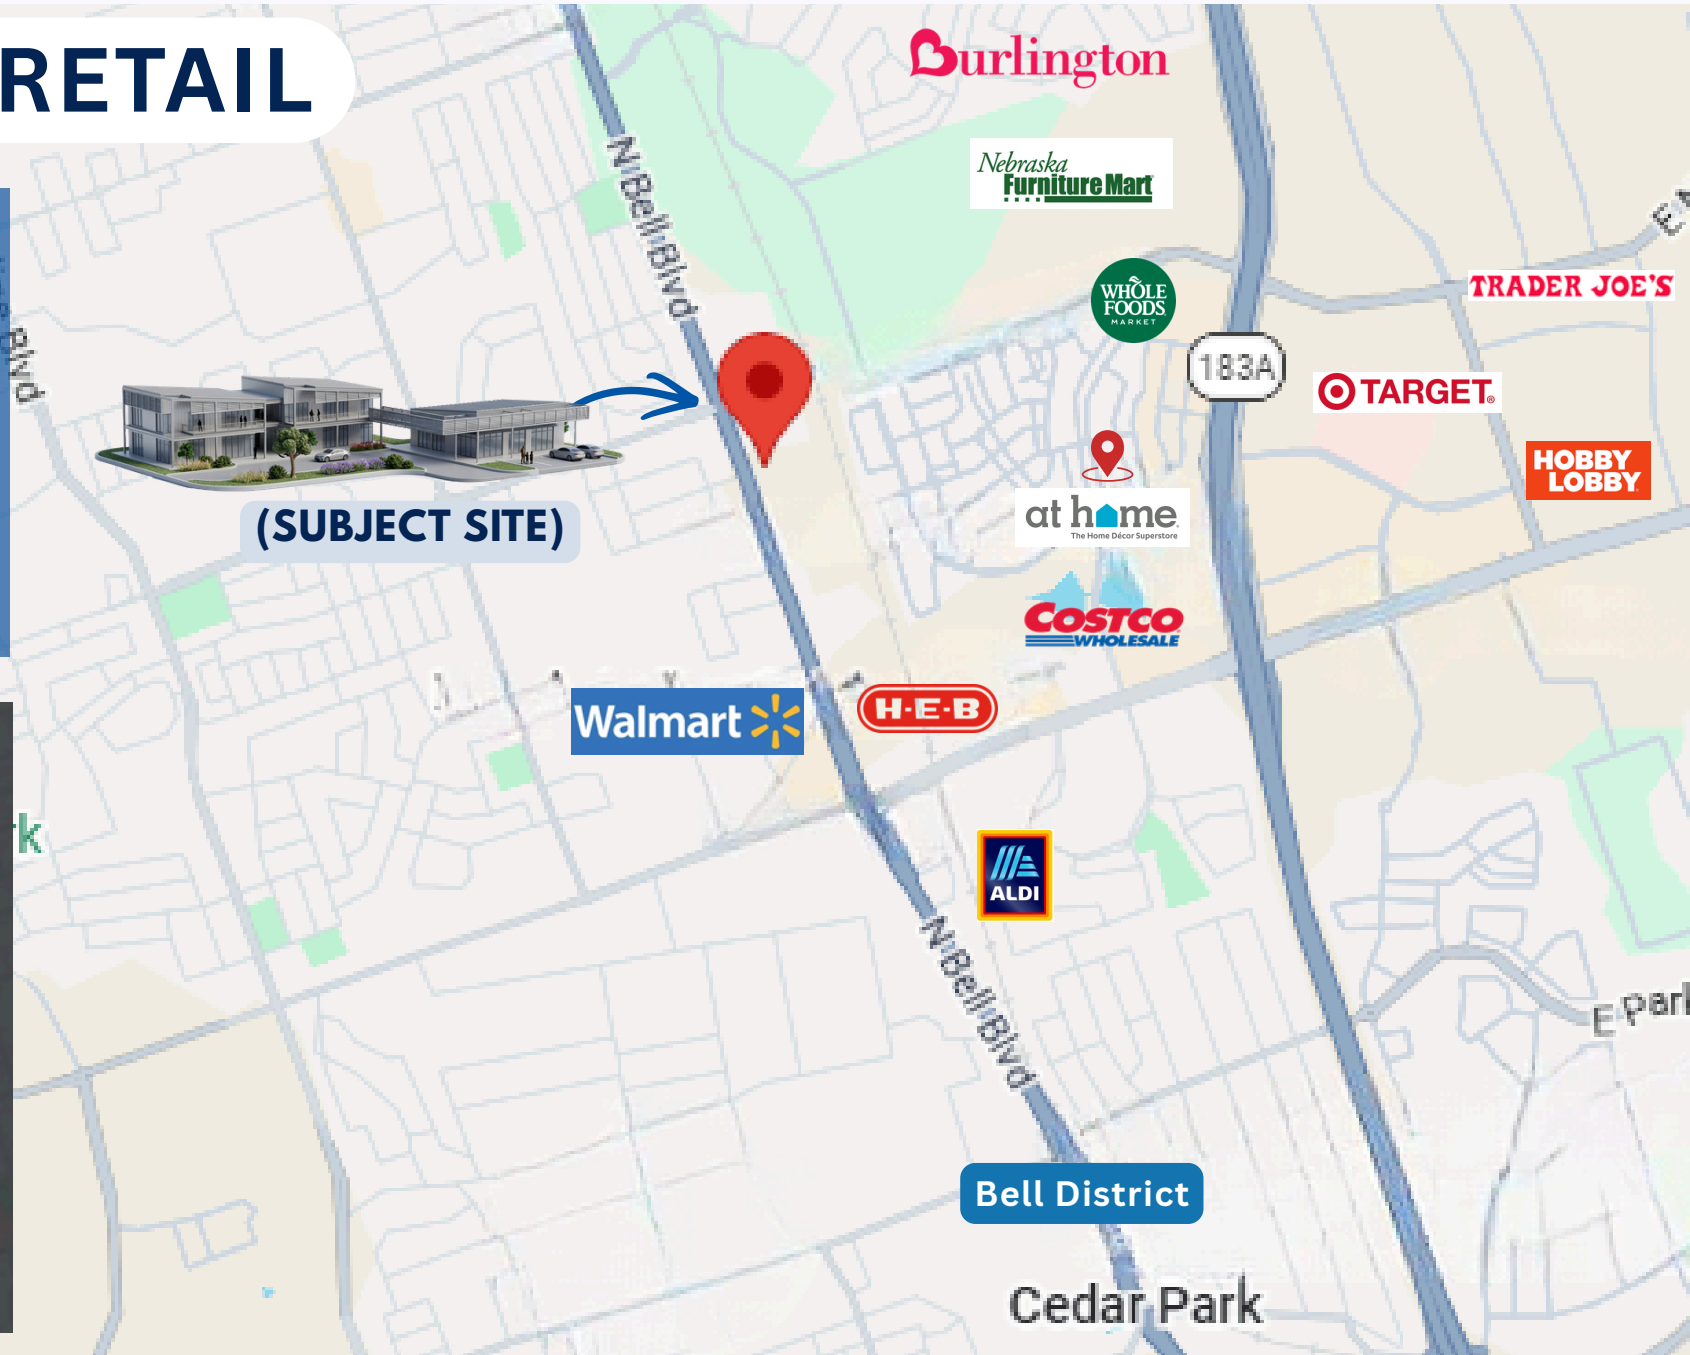 RETAIL
Burlington
Nebraska
Furniture Mart
N Bell Blvd
WHOLE
FOODS
MARKET
TRADER JOE'S
183A
TARGET
Blvd
HOBBY
LOBBY
at home
The Home Décor Superstore
(SUBJECT SITE)
COSTCO
WHOLESALE
Walmart
H-E-B
ALDI
N Bell Blvd
E Park
Bell District
Cedar Park